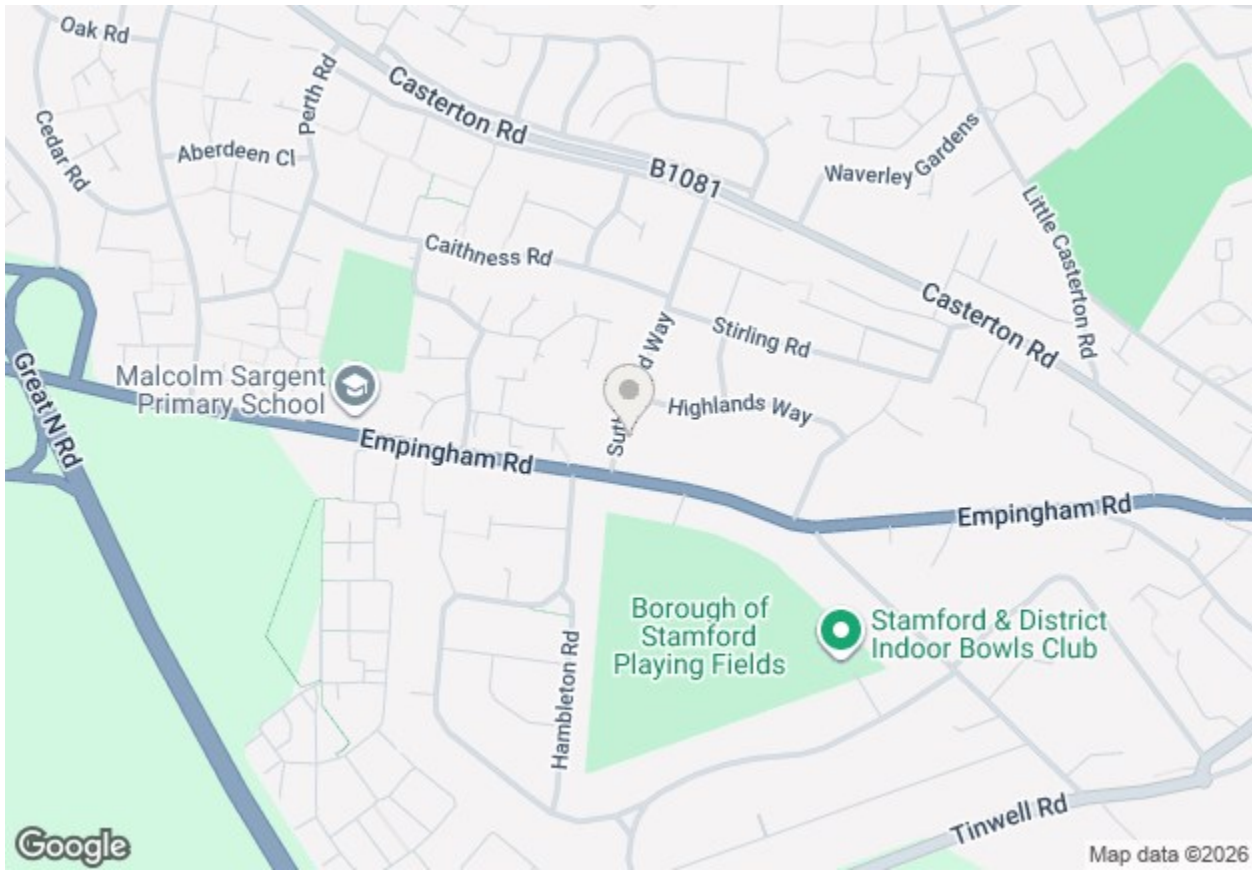 Oak Rd
Cedar Rd
Perth Rd
Aberdeen Cl
Casterton Rd
B1081
Waverley Gardens
Little Casterton Rd
Caithness Rd
Stirling Rd
Casterton Rd
Great N Rd
Malcolm Sargent
Primary School
Highlands Way
Way
Empingham Rd
Empingham Rd
Borough of
Stamford
Playing Fields
Stamford & District
Indoor Bowls Club
Hambleton Rd
Tinwell Rd
Google
Map data ©2026